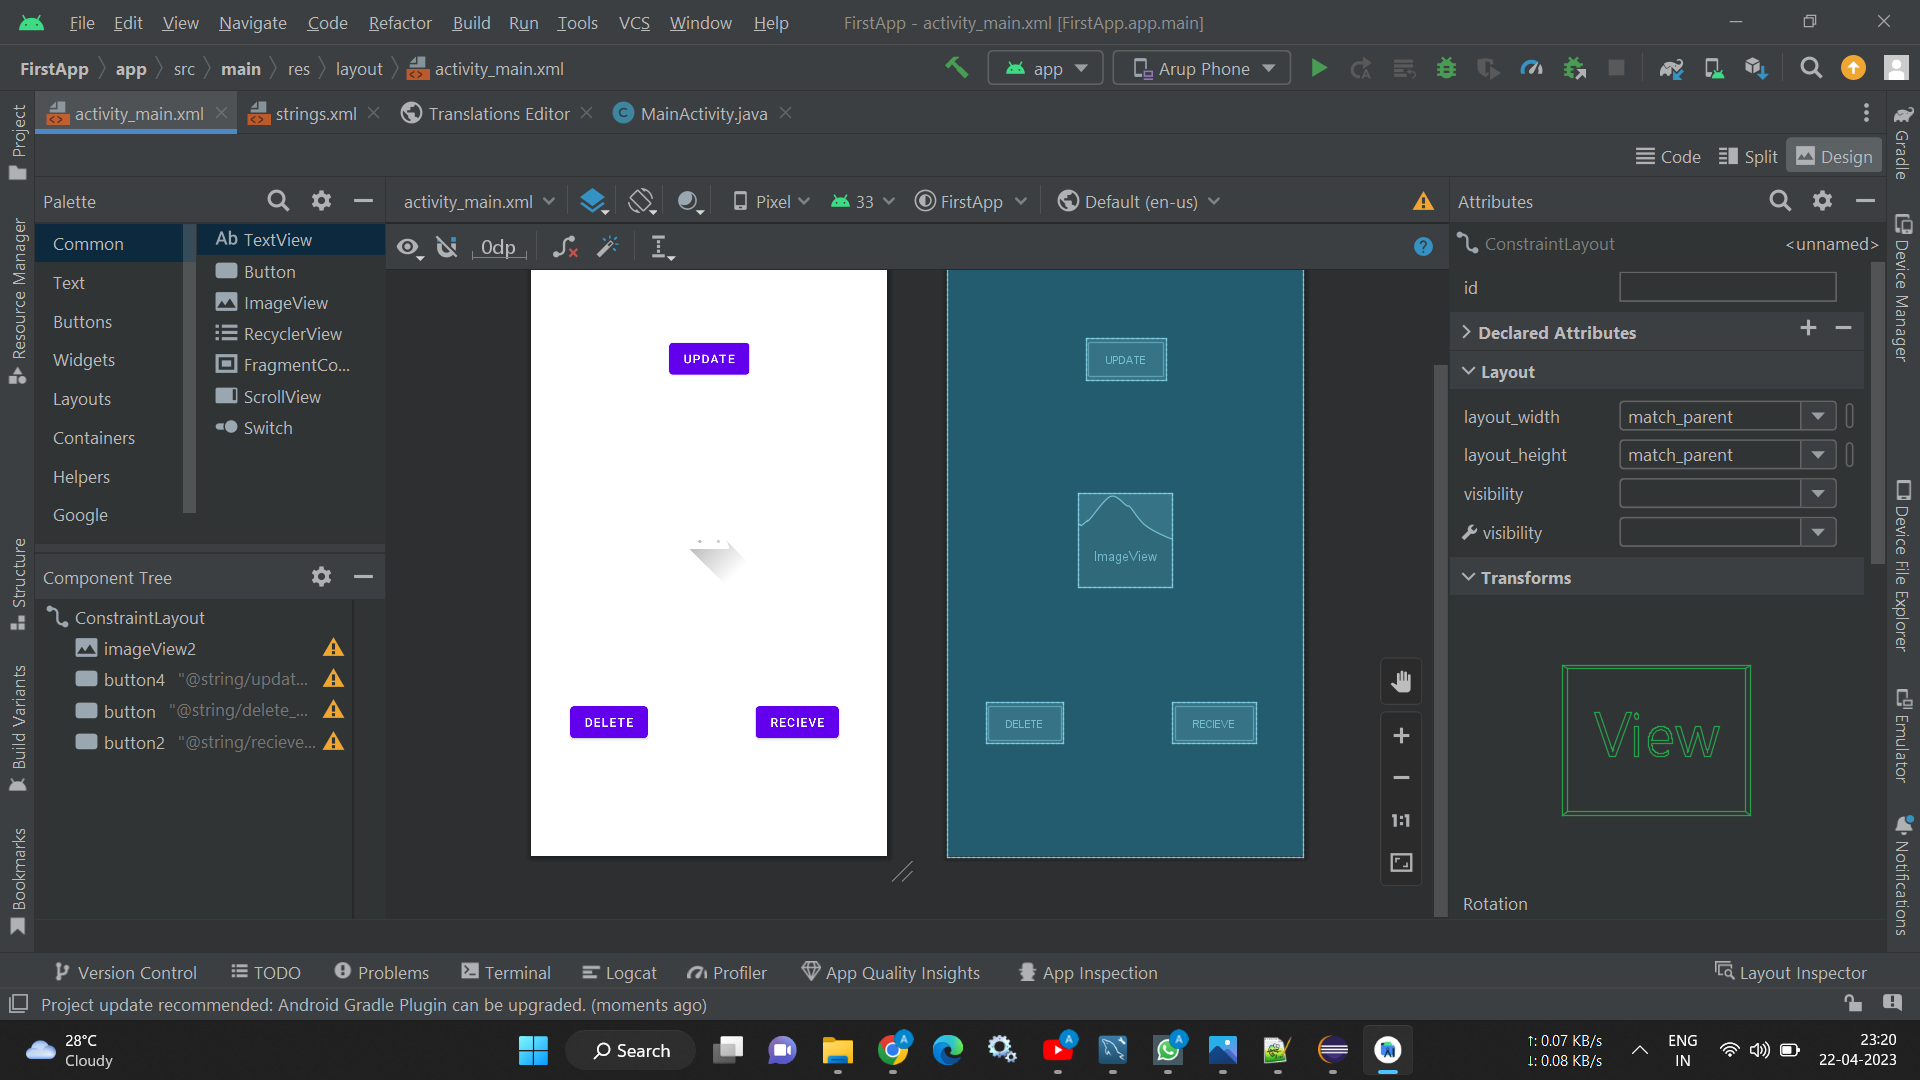 File Edit View Navigate Code Refactor Build Run Tools VCS Window Help FirstApp - activity_main.xml [FirstApp.app.main]
FirstApp app src main res layout activity_main.xml app Arup Phone
activity_main.xml strings.xml Translations Editor MainActivity.java
Code Split Design
Palette
activity_main.xml Pixel 33 FirstApp Default (en-us)
Attributes
0dp
Common
Text
Buttons
Widgets
Layouts
Containers
Helpers
Google
Ab TextView
Button
ImageView
RecyclerView
FragmentCo...
ScrollView
Switch
Component Tree
ConstraintLayout
imageView2
button4 "@string/updat...
button "@string/delete_...
button2 "@string/recieve...
UPDATE
DELETE RECIEVE
UPDATE
ImageView
DELETE RECIEVE
1:1
ConstraintLayout <unnamed>
id
Declared Attributes
Layout
layout_width match_parent
layout_height match_parent
visibility
visibility
Transforms
View
Rotation
Project
Resource Manager
Structure
Build Variants
Bookmarks
Gradle
Device Manager
Device File Explorer
Emulator
Notifications
Version Control TODO Problems Terminal Logcat Profiler App Quality Insights App Inspection Layout Inspector
Project update recommended: Android Gradle Plugin can be upgraded. (moments ago)
28°C
Cloudy
Search
↑: 0.07 KB/s
↓: 0.08 KB/s
ENG
IN
23:20
22-04-2023